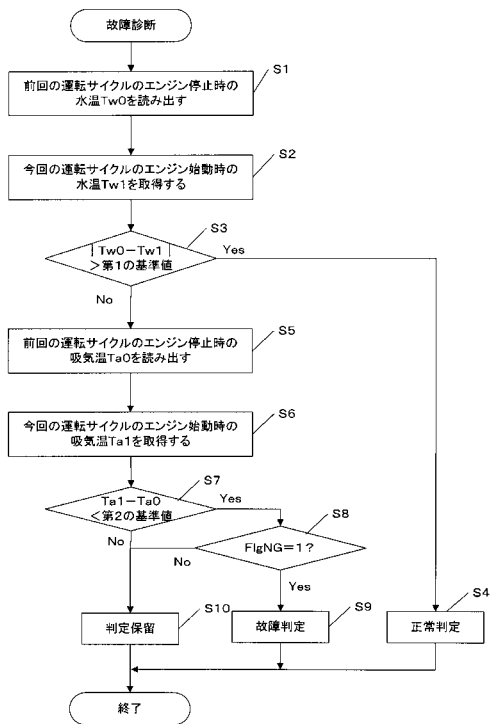 故障診断
S1
前回の運転サイクルのエンジン停止時の
水温Tw0を読み出す
S2
今回の運転サイクルのエンジン始動時の
水温Tw1を取得する
S3
|Tw0-Tw1|
>第1の基準値
Yes
No
S5
前回の運転サイクルのエンジン停止時の
吸気温Ta0を読み出す
S6
今回の運転サイクルのエンジン始動時の
吸気温Ta1を取得する
S7
Ta1-Ta0
<第2の基準値
Yes
No
S8
FlgNG=1?
No
Yes
S10
判定保留
S9
故障判定
S4
正常判定
終了